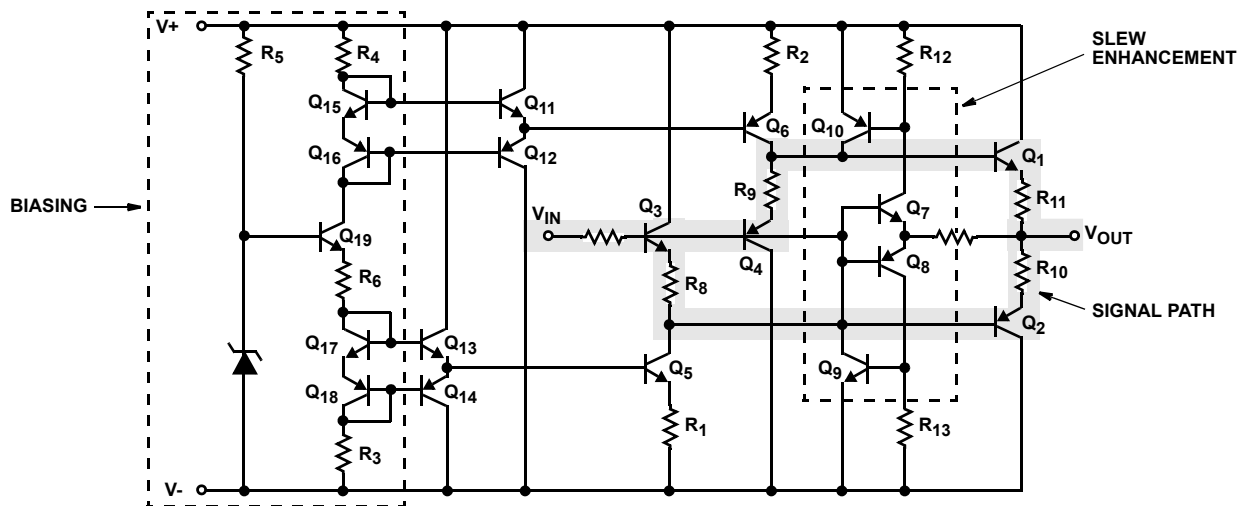 V+
R5
R4
R2
R12
SLEW
ENHANCEMENT
Q15
Q11
Q6
Q10
Q16
Q12
Q1
BIASING
R9
R11
Q19
VIN
Q3
Q7
VOUT
Q4
Q8
R6
R8
R10
SIGNAL PATH
Q2
Q17
Q13
Q5
Q9
Q18
Q14
R1
R13
R3
V-